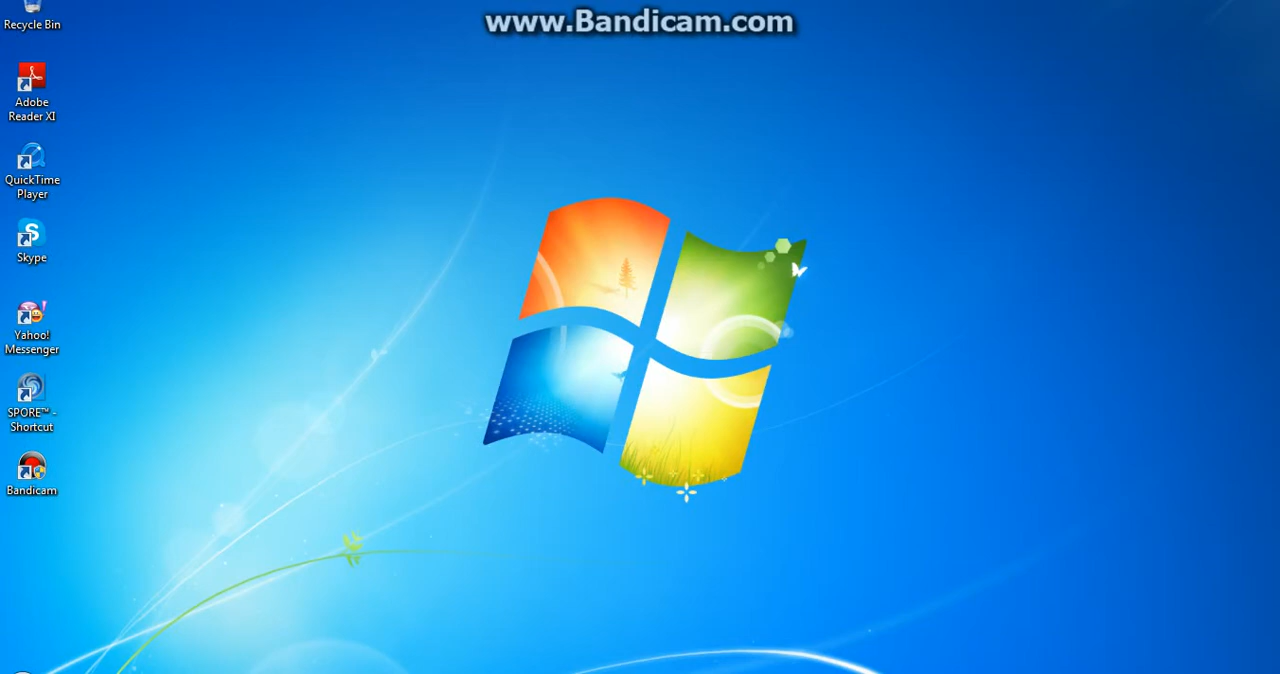 www.Bandicam.com
Recycle Bin
Adobe
Reader XI
QuickTime
Player
Skype
Yahoo!
Messenger
SPORE™ -
Shortcut
Bandicam